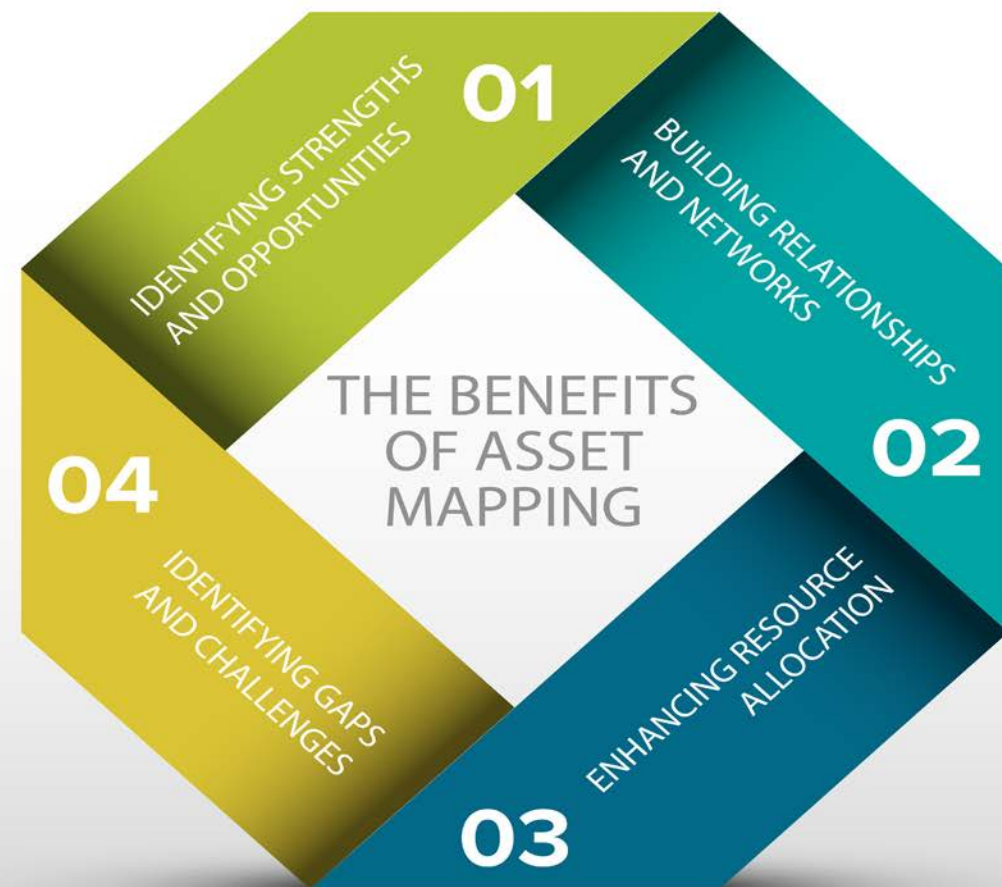 THE BENEFITS
OF ASSET
MAPPING
01
IDENTIFYING STRENGTHS
AND OPPORTUNITIES
02
BUILDING RELATIONSHIPS
AND NETWORKS
03
ENHANCING RESOURCE
ALLOCATION
04
IDENTIFYING GAPS
AND CHALLENGES